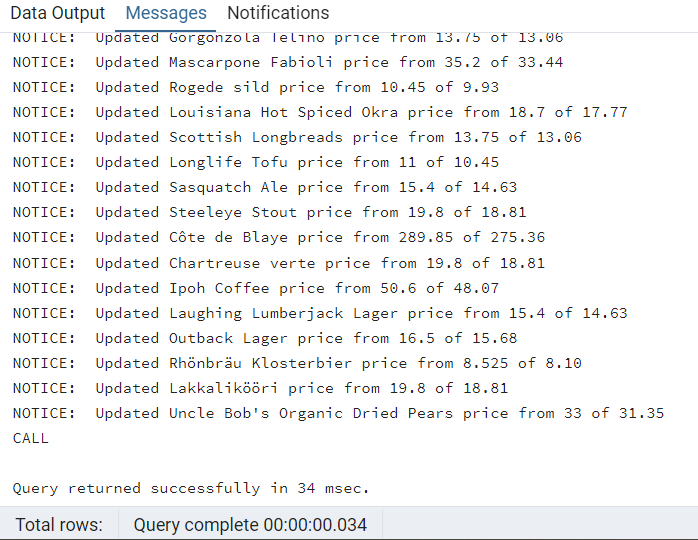 Data Output Messages Notifications
NOTICE:  Updated Gorgonzola Telino price from 13.75 of 13.06
NOTICE:  Updated Mascarpone Fabioli price from 35.2 of 33.44
NOTICE:  Updated Rogede sild price from 10.45 of 9.93
NOTICE:  Updated Louisiana Hot Spiced Okra price from 18.7 of 17.77
NOTICE:  Updated Scottish Longbreads price from 13.75 of 13.06
NOTICE:  Updated Longlife Tofu price from 11 of 10.45
NOTICE:  Updated Sasquatch Ale price from 15.4 of 14.63
NOTICE:  Updated Steeleye Stout price from 19.8 of 18.81
NOTICE:  Updated Côte de Blaye price from 289.85 of 275.36
NOTICE:  Updated Chartreuse verte price from 19.8 of 18.81
NOTICE:  Updated Ipoh Coffee price from 50.6 of 48.07
NOTICE:  Updated Laughing Lumberjack Lager price from 15.4 of 14.63
NOTICE:  Updated Outback Lager price from 16.5 of 15.68
NOTICE:  Updated Rhönbräu Klosterbier price from 8.525 of 8.10
NOTICE:  Updated Lakkalikööri price from 19.8 of 18.81
NOTICE:  Updated Uncle Bob's Organic Dried Pears price from 33 of 31.35
CALL
Query returned successfully in 34 msec.
Total rows: Query complete 00:00:00.034